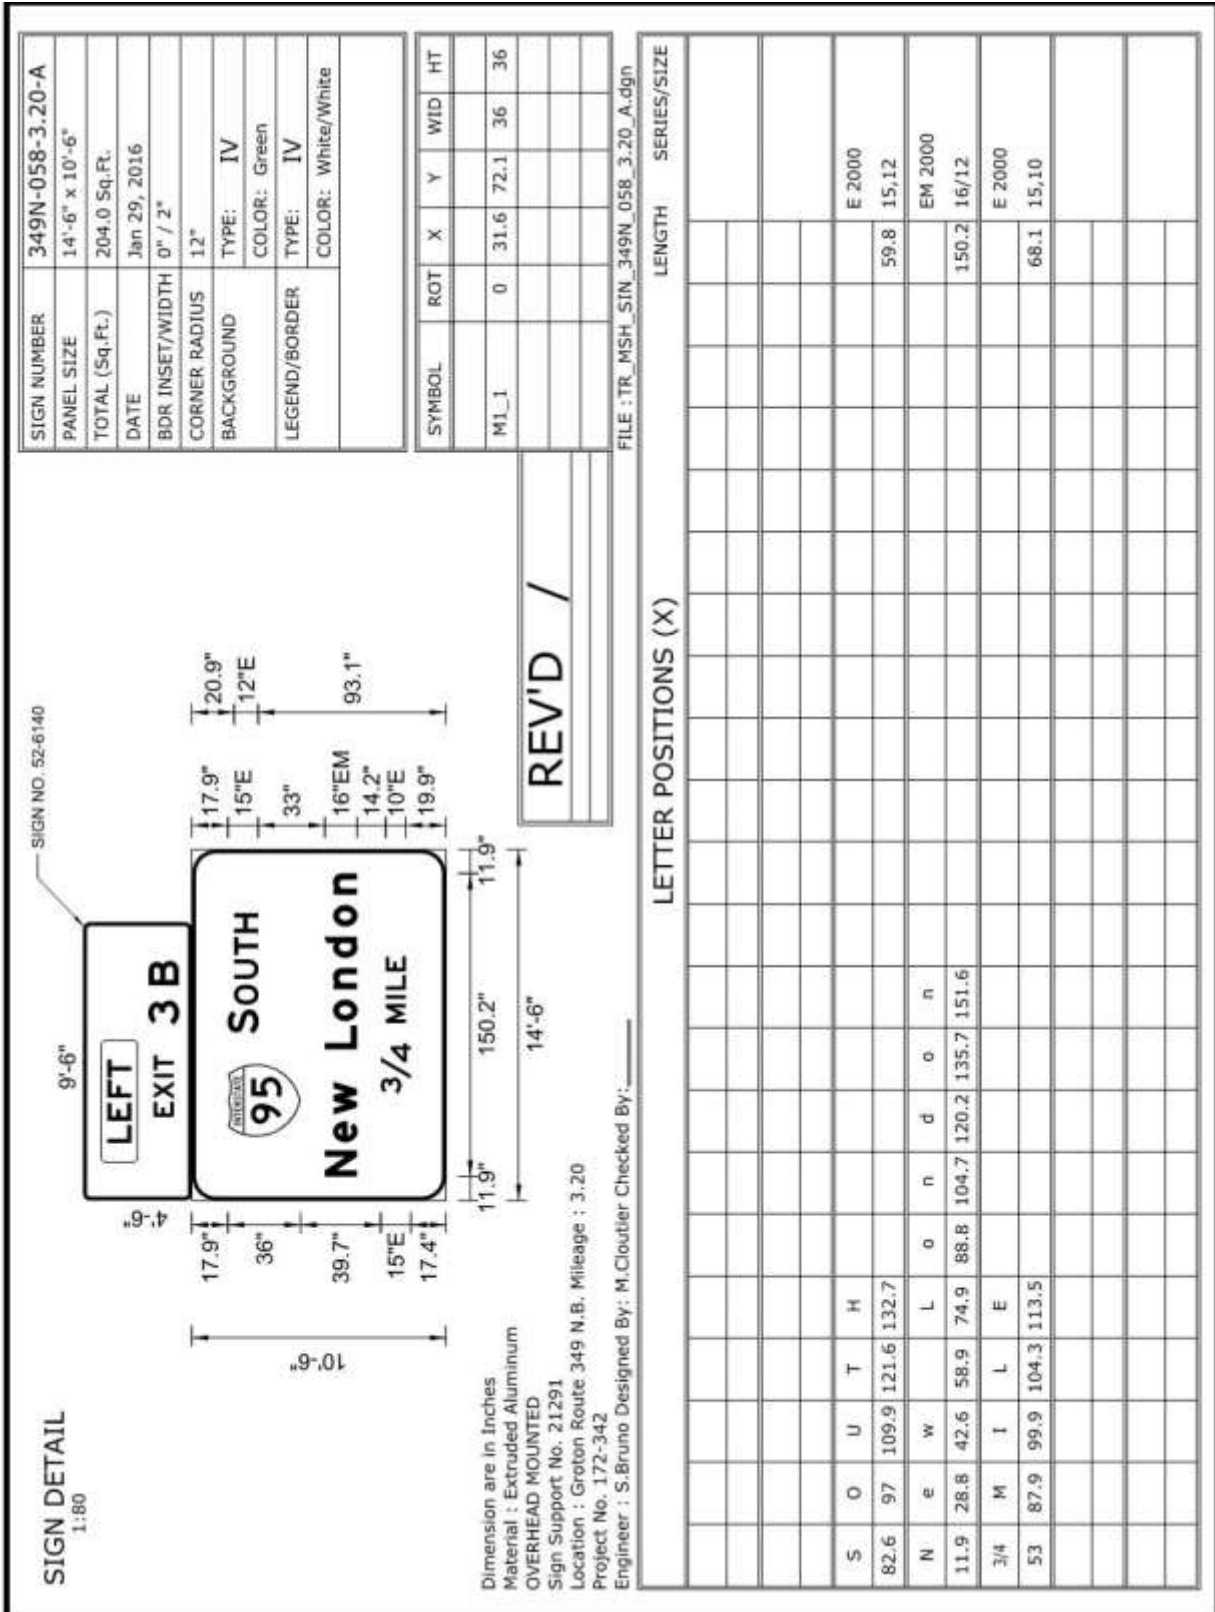 SIGN DETAIL
1:80
SIGN NO. 52-6140
9'-6"
4'-6"
LEFT
EXIT 3 B
INTERSTATE
95
SOUTH
New London
3/4 MILE
10'-6"
17.9"
36"
39.7"
15"E
17.4"
17.9"
15"E
33"
16"EM
14.2"
10"E
19.9"
20.9"
12"E
93.1"
11.9" 150.2" 11.9"
14'-6"
Dimension are in Inches
Material : Extruded Aluminum
OVERHEAD MOUNTED
Sign Support No. 21291
Location : Groton Route 349 N.B. Mileage : 3.20
Project No. 172-342
Engineer : S.Bruno Designed By: M.Cloutier Checked By:
REV'D /
SIGN NUMBER 349N-058-3.20-A
PANEL SIZE 14'-6" x 10'-6"
TOTAL (Sq.Ft.) 204.0 Sq.Ft.
DATE Jan 29, 2016
BDR INSET/WIDTH 0" / 2"
CORNER RADIUS 12"
BACKGROUND TYPE: IV
COLOR: Green
LEGEND/BORDER TYPE: IV
COLOR: White/White
SYMBOL ROT X Y WID HT
M1_1 0 31.6 72.1 36 36
FILE : TR_MSH_SIN_349N_058_3.20_A.dgn
LETTER POSITIONS (X) LENGTH SERIES/SIZE
S O U T H E 2000
82.6 97 109.9 121.6 132.7 59.8 15,12
N e w L o n d o n EM 2000
11.9 28.8 42.6 58.9 74.9 88.8 104.7 120.2 135.7 151.6 150.2 16/12
3/4 M I L E E 2000
53 87.9 99.9 104.3 113.5 68.1 15,10